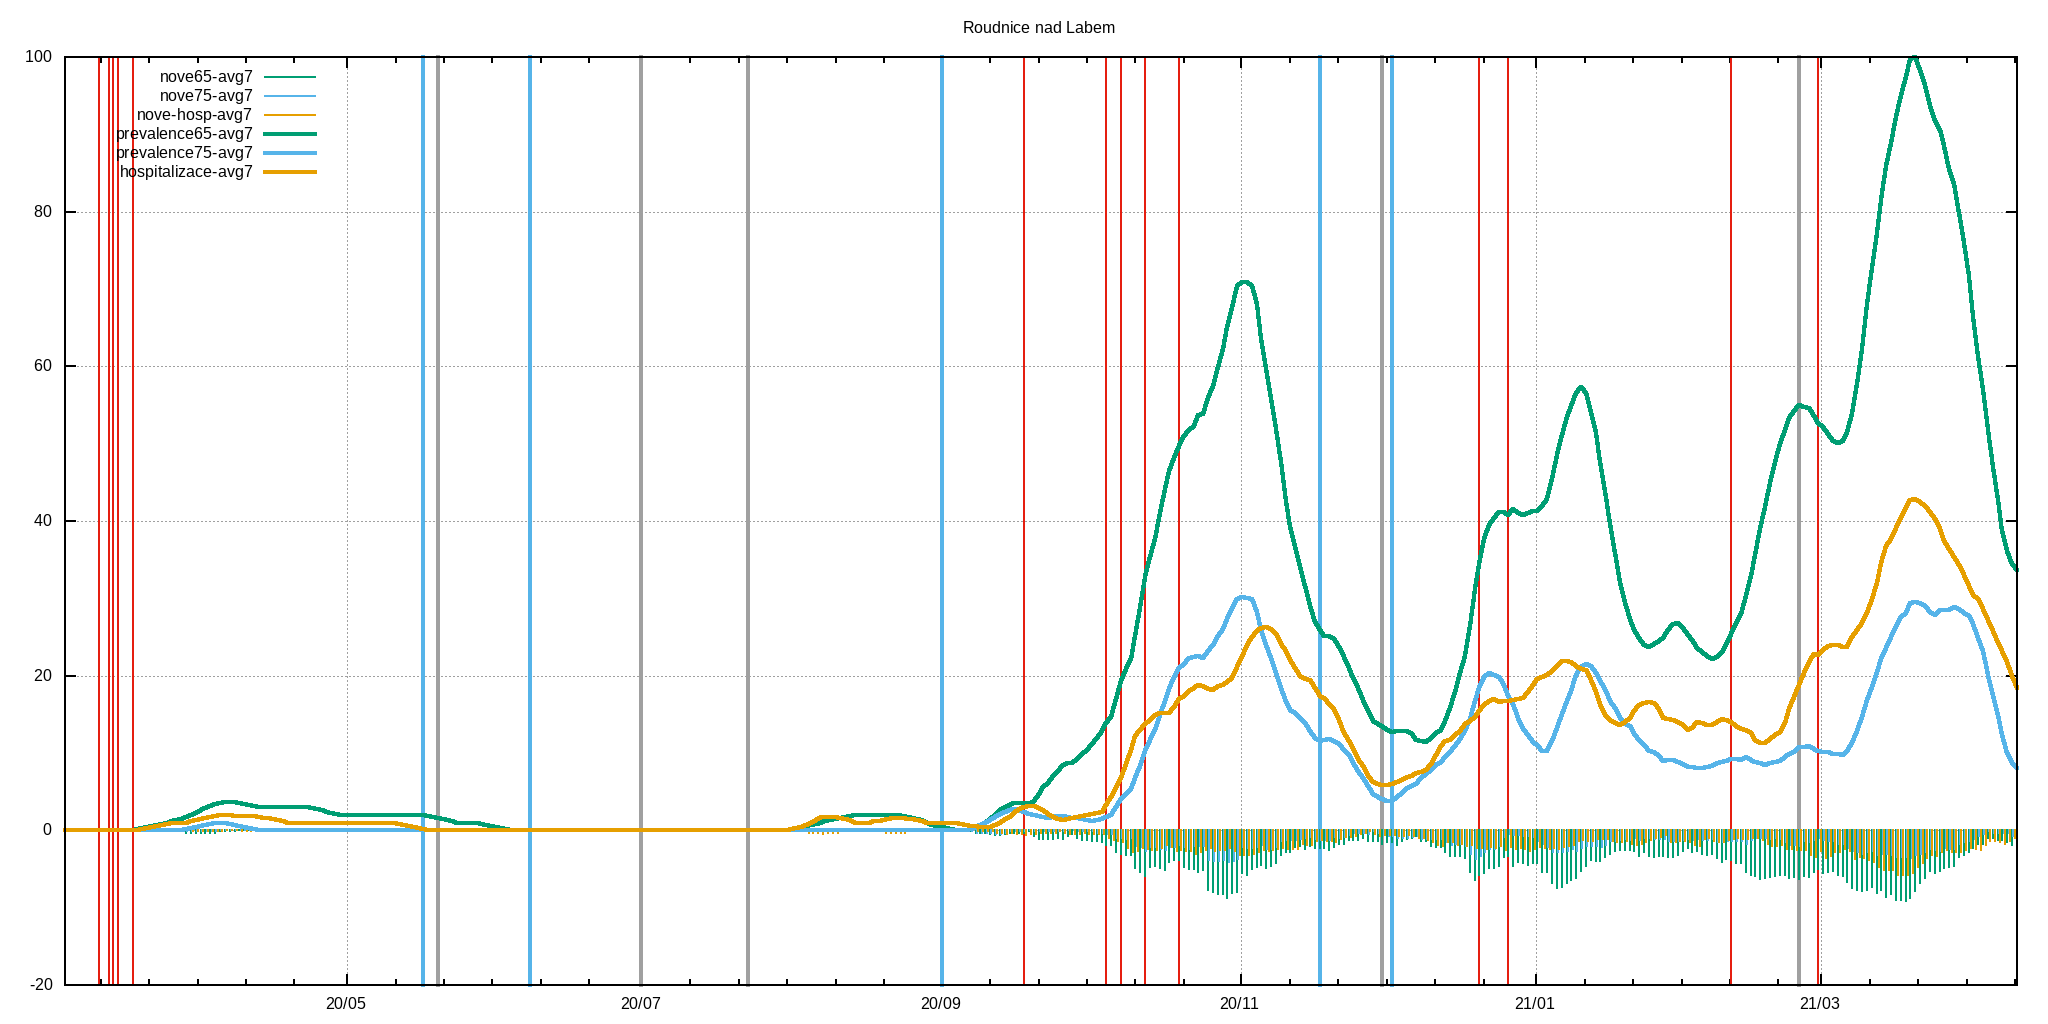 Roudnice nad Labem
100
80
60
40
20
0
-20
nove65-avg7
nove75-avg7
nove-hosp-avg7
prevalence65-avg7
prevalence75-avg7
hospitalizace-avg7
20/05
20/07
20/09
20/11
21/01
21/03